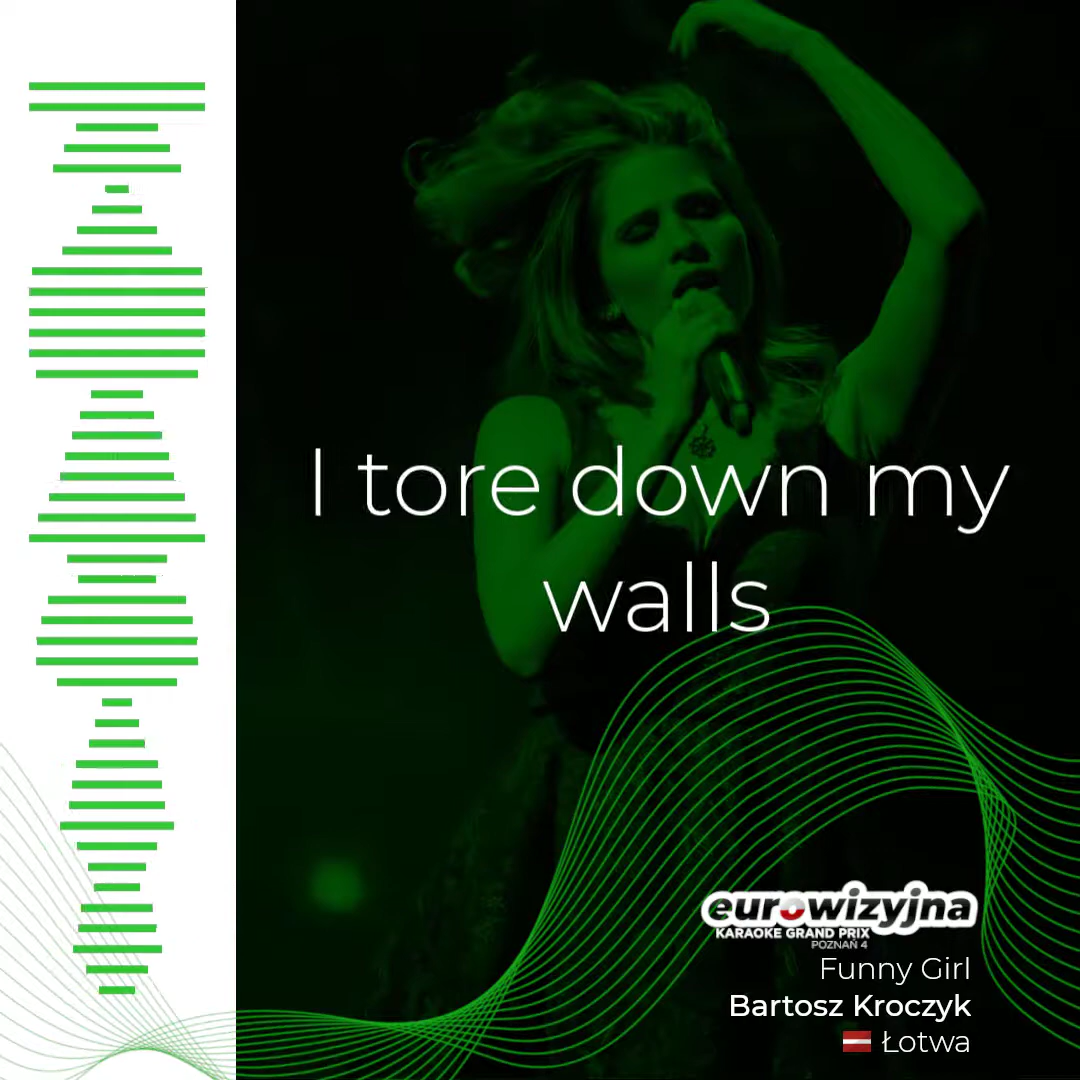 I tore down my
walls
eurowizyjna
KARAOKE GRAND PRIX
POZNAŃ 4
Funny Girl
Bartosz Kroczyk
Łotwa